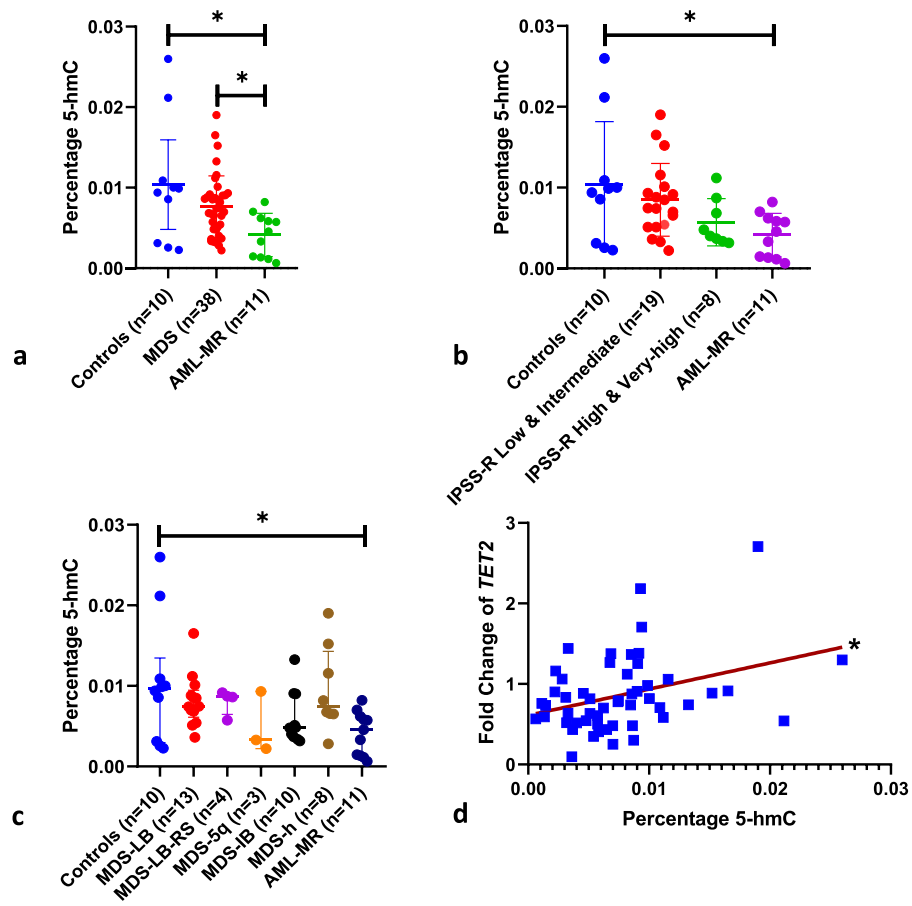 0.03
0.02
0.01
0.00
Percentage 5-hmC
*
*
Controls (n=10)
MDS (n=38)
AML-MR (n=11)
a
0.03
0.02
0.01
0.00
Percentage 5-hmC
*
Controls (n=10)
IPSS-R Low & Intermediate (n=19)
IPSS-R High & Very-high (n=8)
AML-MR (n=11)
b
0.03
0.02
0.01
0.00
Percentage 5-hmC
*
Controls (n=10)
MDS-LB (n=13)
MDS-LB-RS (n=4)
MDS-5q (n=3)
MDS-IB (n=10)
MDS-h (n=8)
AML-MR (n=11)
c
3
2
1
0
Fold Change of TET2
*
0.00 0.01 0.02 0.03
Percentage 5-hmC
d